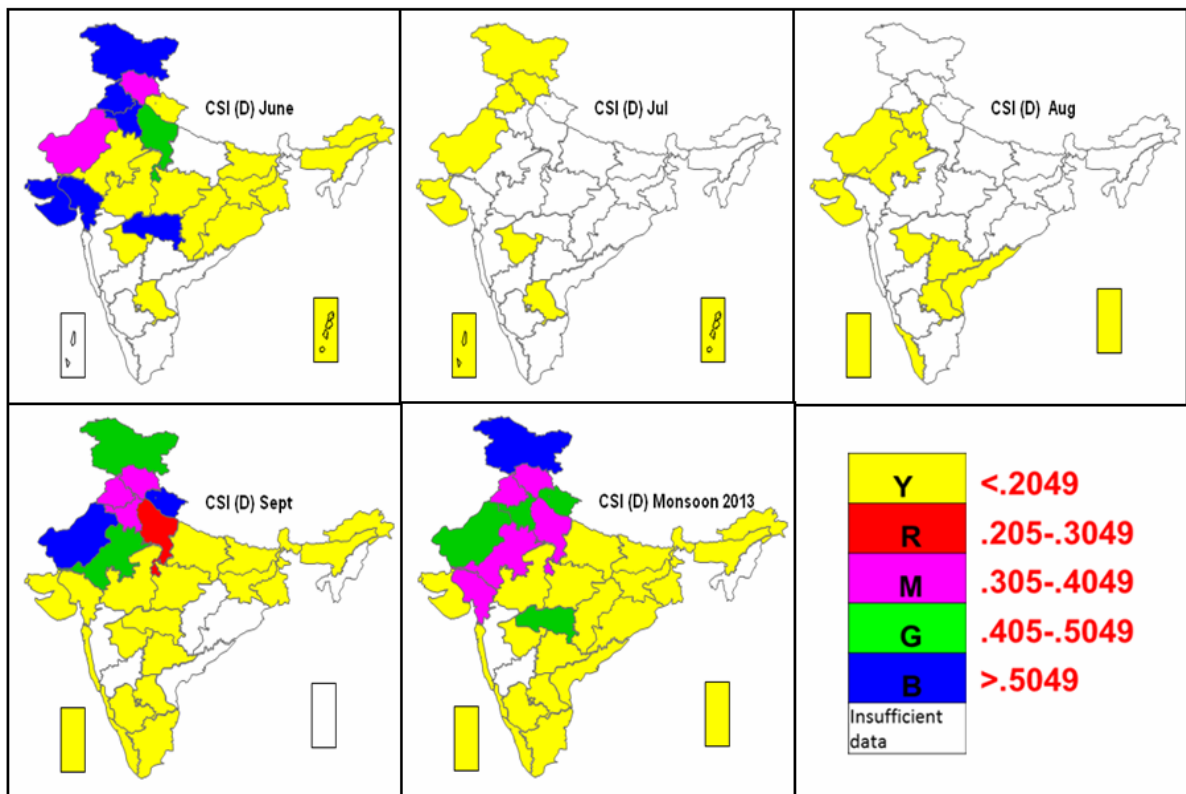 CSI (D) June
CSI (D) Jul
CSI (D) Aug
CSI (D) Sept
CSI (D) Monsoon 2013
Y <.2049
R .205-.3049
M .305-.4049
G .405-.5049
B >.5049
Insufficient
data